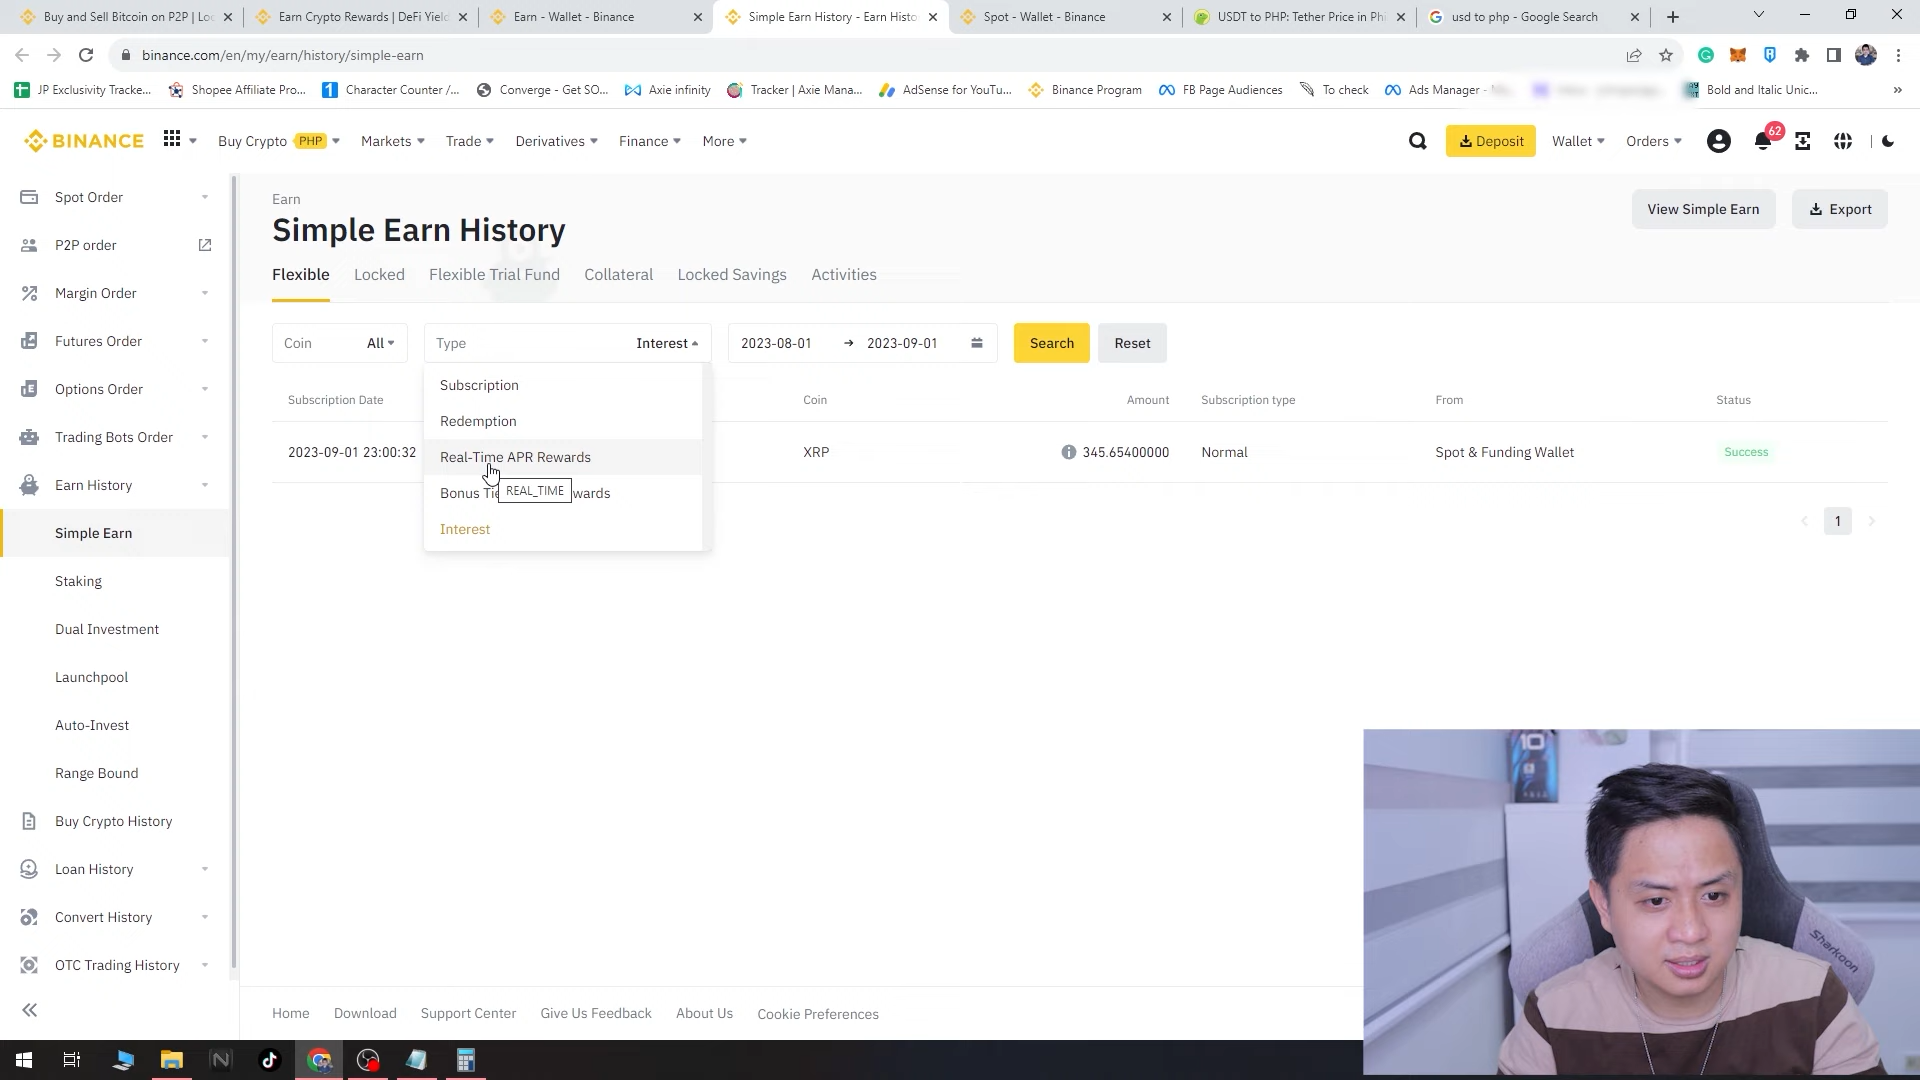 Buy and Sell Bitcoin on P2P | Lo
Earn Crypto Rewards | DeFi Yield
Earn - Wallet - Binance
Simple Earn History - Earn Histo
Spot - Wallet - Binance
USDT to PHP: Tether Price in Phi
usd to php - Google Search
binance.com/en/my/earn/history/simple-earn
JP Exclusivity Tracke...
Shopee Affiliate Pro...
Character Counter /...
Converge - Get SO...
Axie infinity
Tracker | Axie Mana...
AdSense for YouTu...
Binance Program
FB Page Audiences
To check
Ads Manager -
Bold and Italic Unic...
BINANCE
Buy Crypto PHP
Markets
Trade
Derivatives
Finance
More
Deposit
Wallet
Orders
62
Spot Order
P2P order
Margin Order
Futures Order
Options Order
Trading Bots Order
Earn History
Simple Earn
Staking
Dual Investment
Launchpool
Auto-Invest
Range Bound
Buy Crypto History
Loan History
Convert History
OTC Trading History
Earn
Simple Earn History
View Simple Earn
Export
Flexible
Locked
Flexible Trial Fund
Collateral
Locked Savings
Activities
Coin All
Type Interest
2023-08-01 → 2023-09-01
Search
Reset
Subscription
Redemption
Real-Time APR Rewards
Bonus Tie wards
REAL_TIME
Interest
Subscription Date
Coin
Amount
Subscription type
From
Status
2023-09-01 23:00:32
XRP
345.65400000
Normal
Spot & Funding Wallet
Success
1
Home
Download
Support Center
Give Us Feedback
About Us
Cookie Preferences
10
Sharkoon